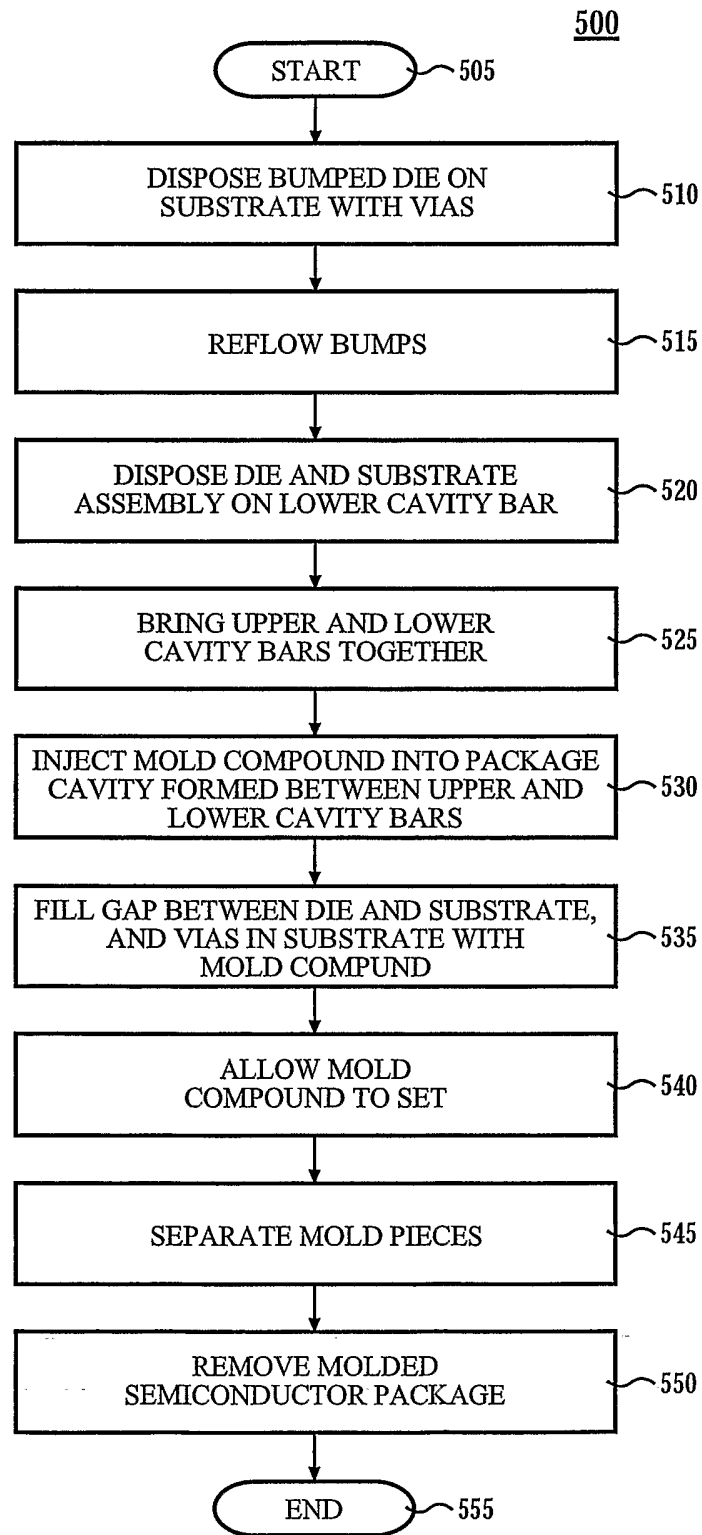 500
START
505
DISPOSE BUMPED DIE ON
SUBSTRATE WITH VIAS
510
REFLOW BUMPS
515
DISPOSE DIE AND SUBSTRATE
ASSEMBLY ON LOWER CAVITY BAR
520
BRING UPPER AND LOWER
CAVITY BARS TOGETHER
525
INJECT MOLD COMPOUND INTO PACKAGE
CAVITY FORMED BETWEEN UPPER AND
LOWER CAVITY BARS
530
FILL GAP BETWEEN DIE AND SUBSTRATE,
AND VIAS IN SUBSTRATE WITH
MOLD COMPUND
535
ALLOW MOLD
COMPOUND TO SET
540
SEPARATE MOLD PIECES
545
REMOVE MOLDED
SEMICONDUCTOR PACKAGE
550
END
555